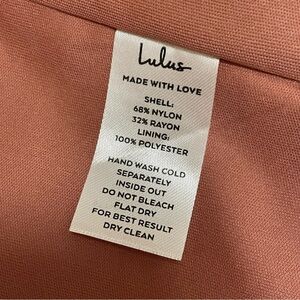 Lulus
MADE WITH LOVE
SHELL:
68% NYLON
32% RAYON
LINING:
100% POLYESTER
HAND WASH COLD
SEPARATELY
INSIDE OUT
DO NOT BLEACH
FLAT DRY
FOR BEST RESULT
DRY CLEAN